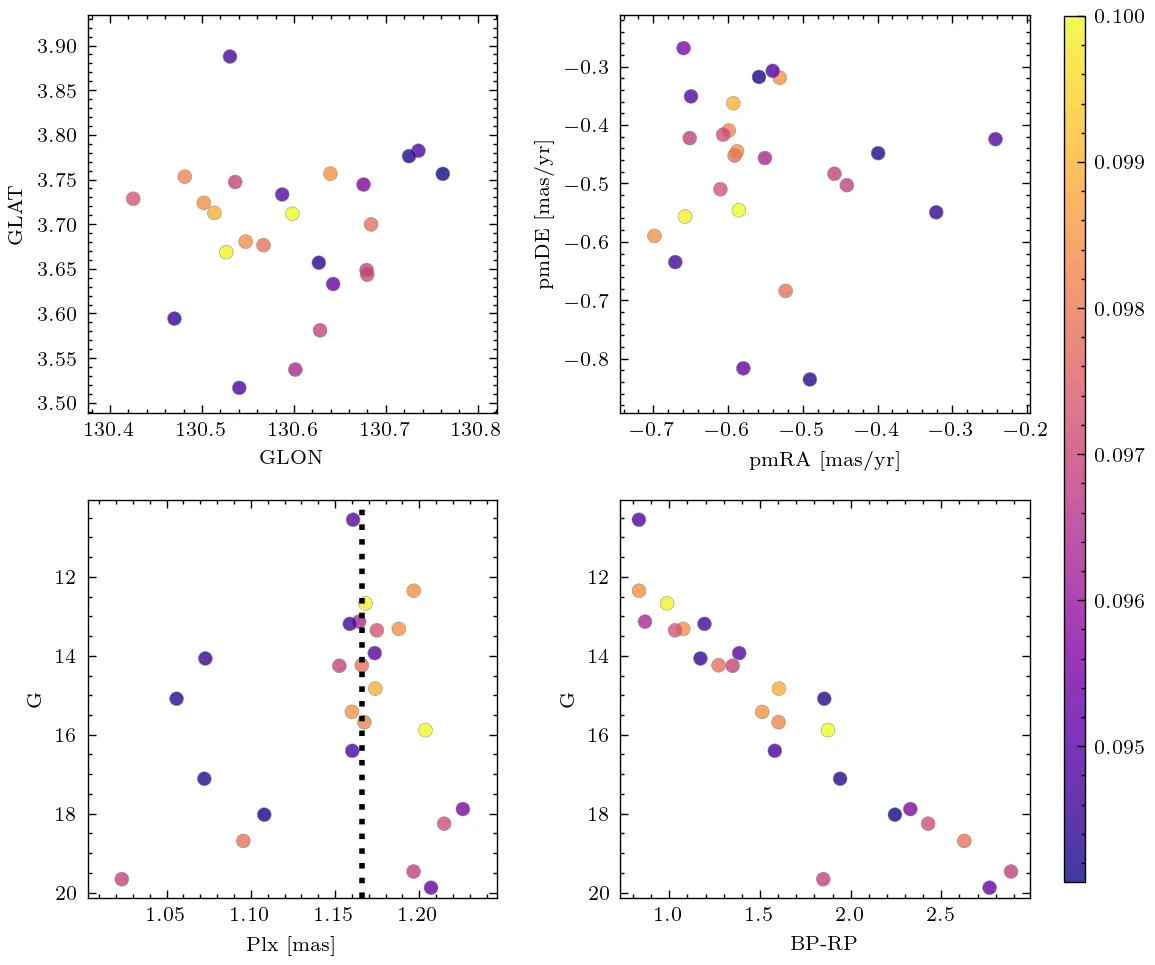 3.90
3.85
3.80
3.75
3.70
3.65
3.60
3.55
3.50
GLAT
130.4 130.5 130.6 130.7 130.8
GLON
−0.3
−0.4
−0.5
−0.6
−0.7
−0.8
pmDE [mas/yr]
−0.7 −0.6 −0.5 −0.4 −0.3 −0.2
pmRA [mas/yr]
12
14
16
18
20
G
1.05 1.10 1.15 1.20
Plx [mas]
12
14
16
18
20
G
1.0 1.5 2.0 2.5
BP-RP
0.100
0.099
0.098
0.097
0.096
0.095